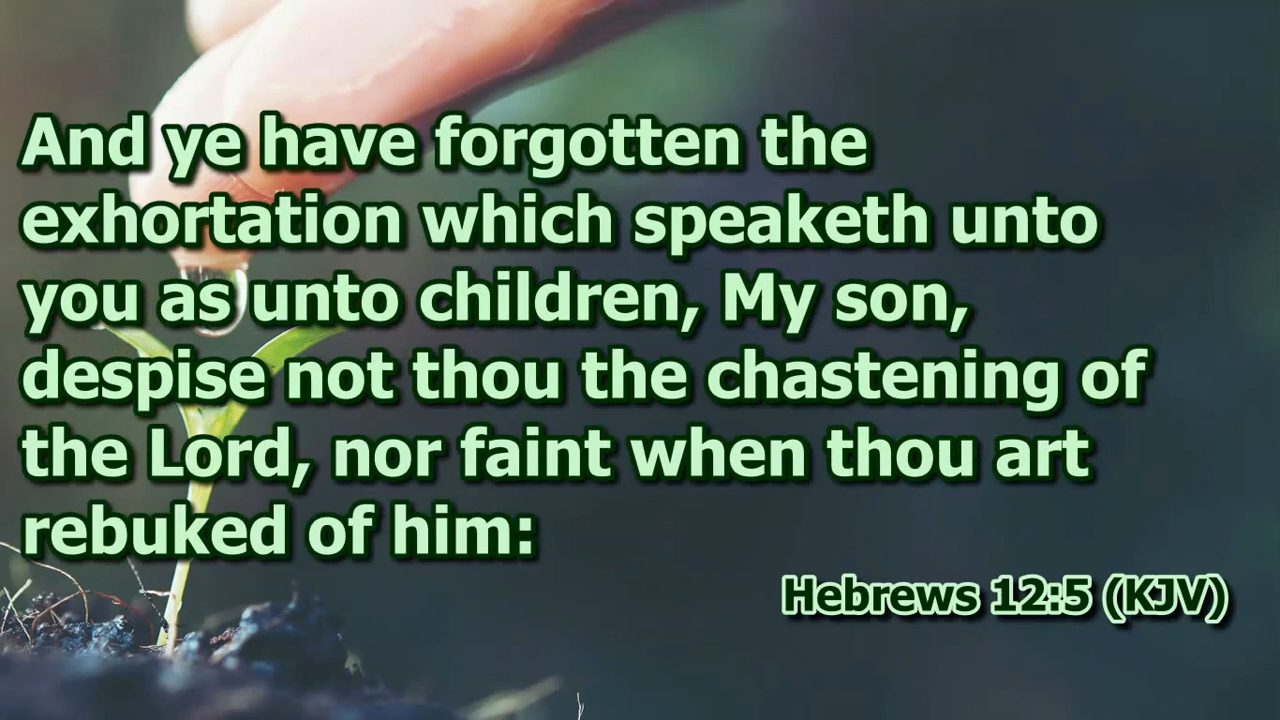 And ye have forgotten the
exhortation which speaketh unto
you as unto children, My son,
despise not thou the chastening of
the Lord, nor faint when thou art
rebuked of him:
Hebrews 12:5 (KJV)